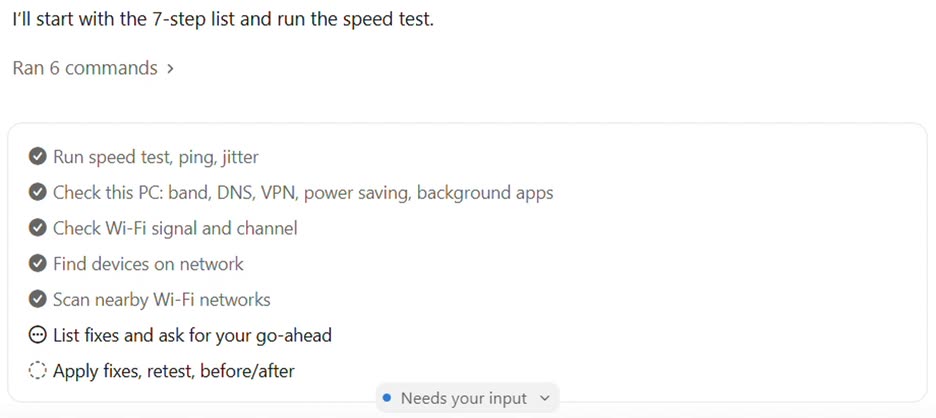 I'll start with the 7-step list and run the speed test.
Ran 6 commands
Run speed test, ping, jitter
Check this PC: band, DNS, VPN, power saving, background apps
Check Wi-Fi signal and channel
Find devices on network
Scan nearby Wi-Fi networks
List fixes and ask for your go-ahead
Apply fixes, retest, before/after
Needs your input